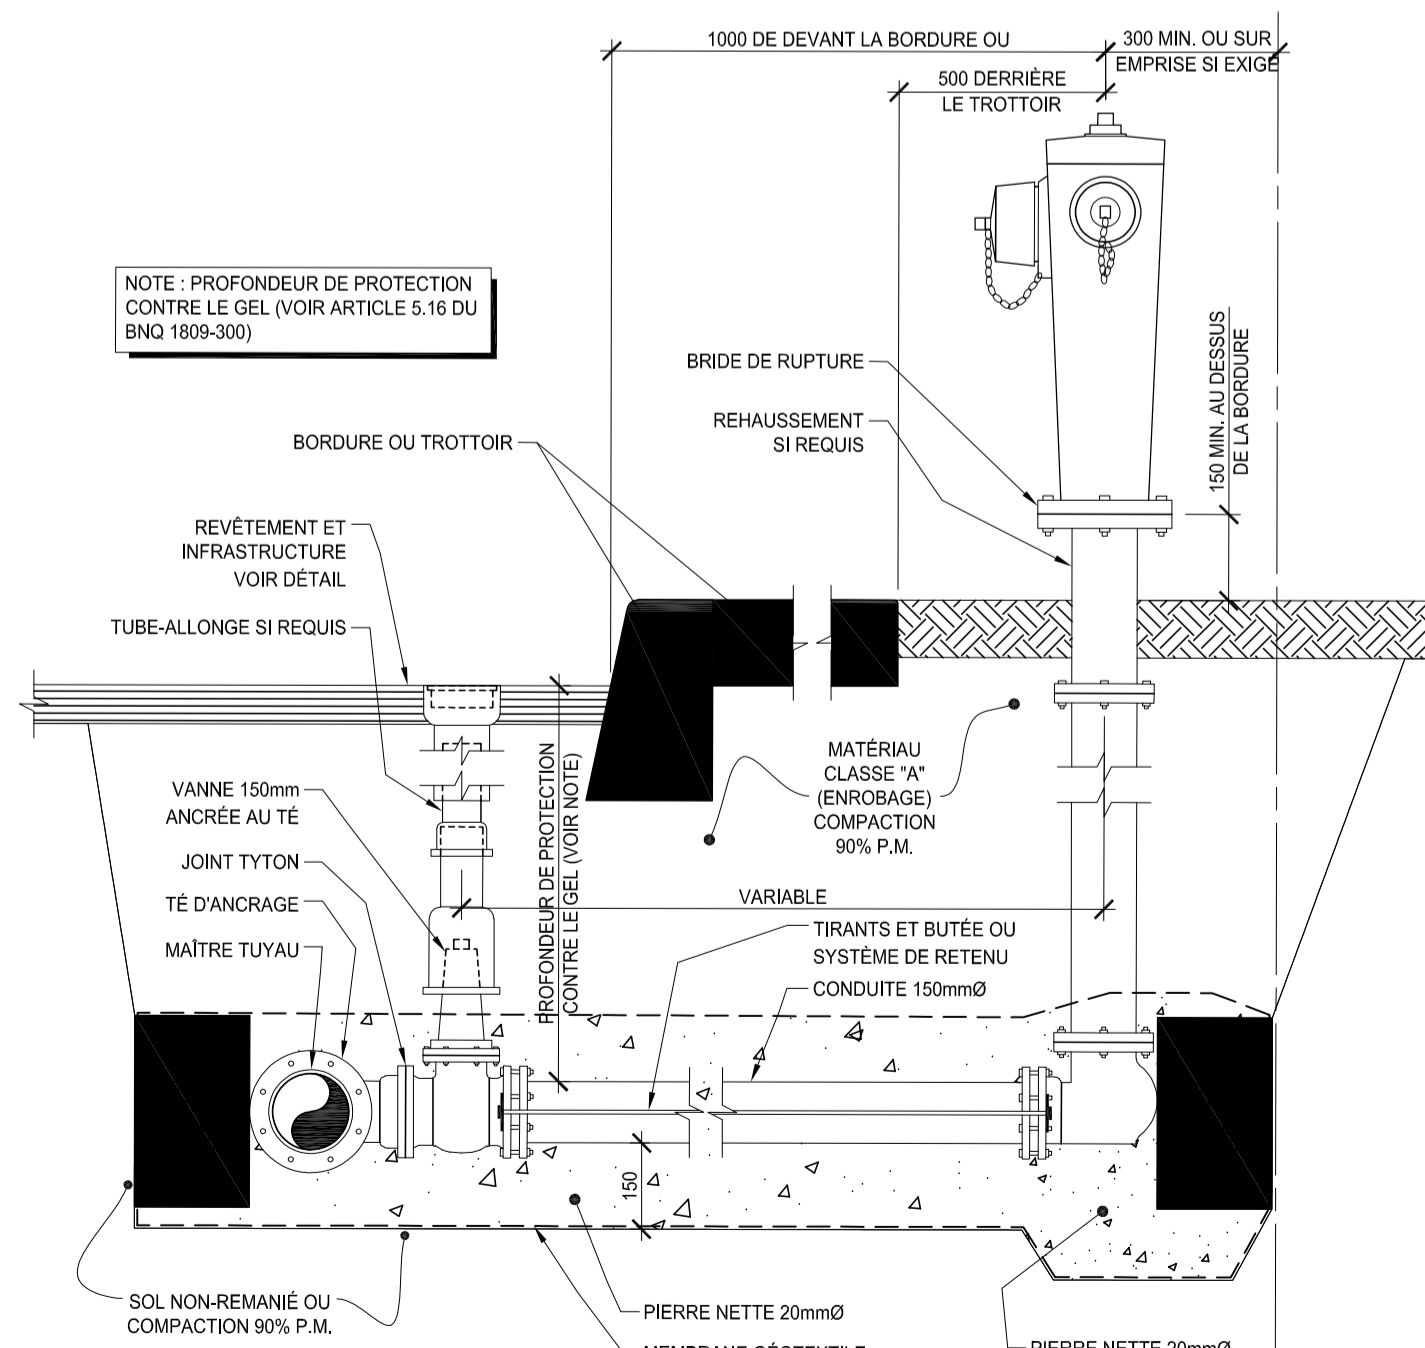 1000 DE DEVANT LA BORDURE OU
300 MIN. OU SUR
EMPRISE SI EXIGÉ
500 DERRIÈRE
LE TROTTOIR
NOTE : PROFONDEUR DE PROTECTION
CONTRE LE GEL (VOIR ARTICLE 5.16 DU
BNQ 1809-300)
BRIDE DE RUPTURE
REHAUSSEMENT
SI REQUIS
150 MIN. AU DESSUS
DE LA BORDURE
BORDURE OU TROTTOIR
REVÊTEMENT ET
INFRASTRUCTURE
VOIR DÉTAIL
TUBE-ALLONGE SI REQUIS
VANNE 150mm
ANCRÉE AU TÉ
JOINT TYTON
TÉ D'ANCRAGE
MAÎTRE TUYAU
PROFONDEUR DE PROTECTION
CONTRE LE GEL (VOIR NOTE)
MATÉRIAU
CLASSE "A"
(ENROBAGE)
COMPACTION
90% P.M.
VARIABLE
TIRANTS ET BUTÉE OU
SYSTÈME DE RETENU
CONDUITE 150mmØ
150
SOL NON-REMANIÉ OU
COMPACTION 90% P.M.
PIERRE NETTE 20mmØ
MEMBRANE GÉOTEXTILE
PIERRE NETTE 20mmØ